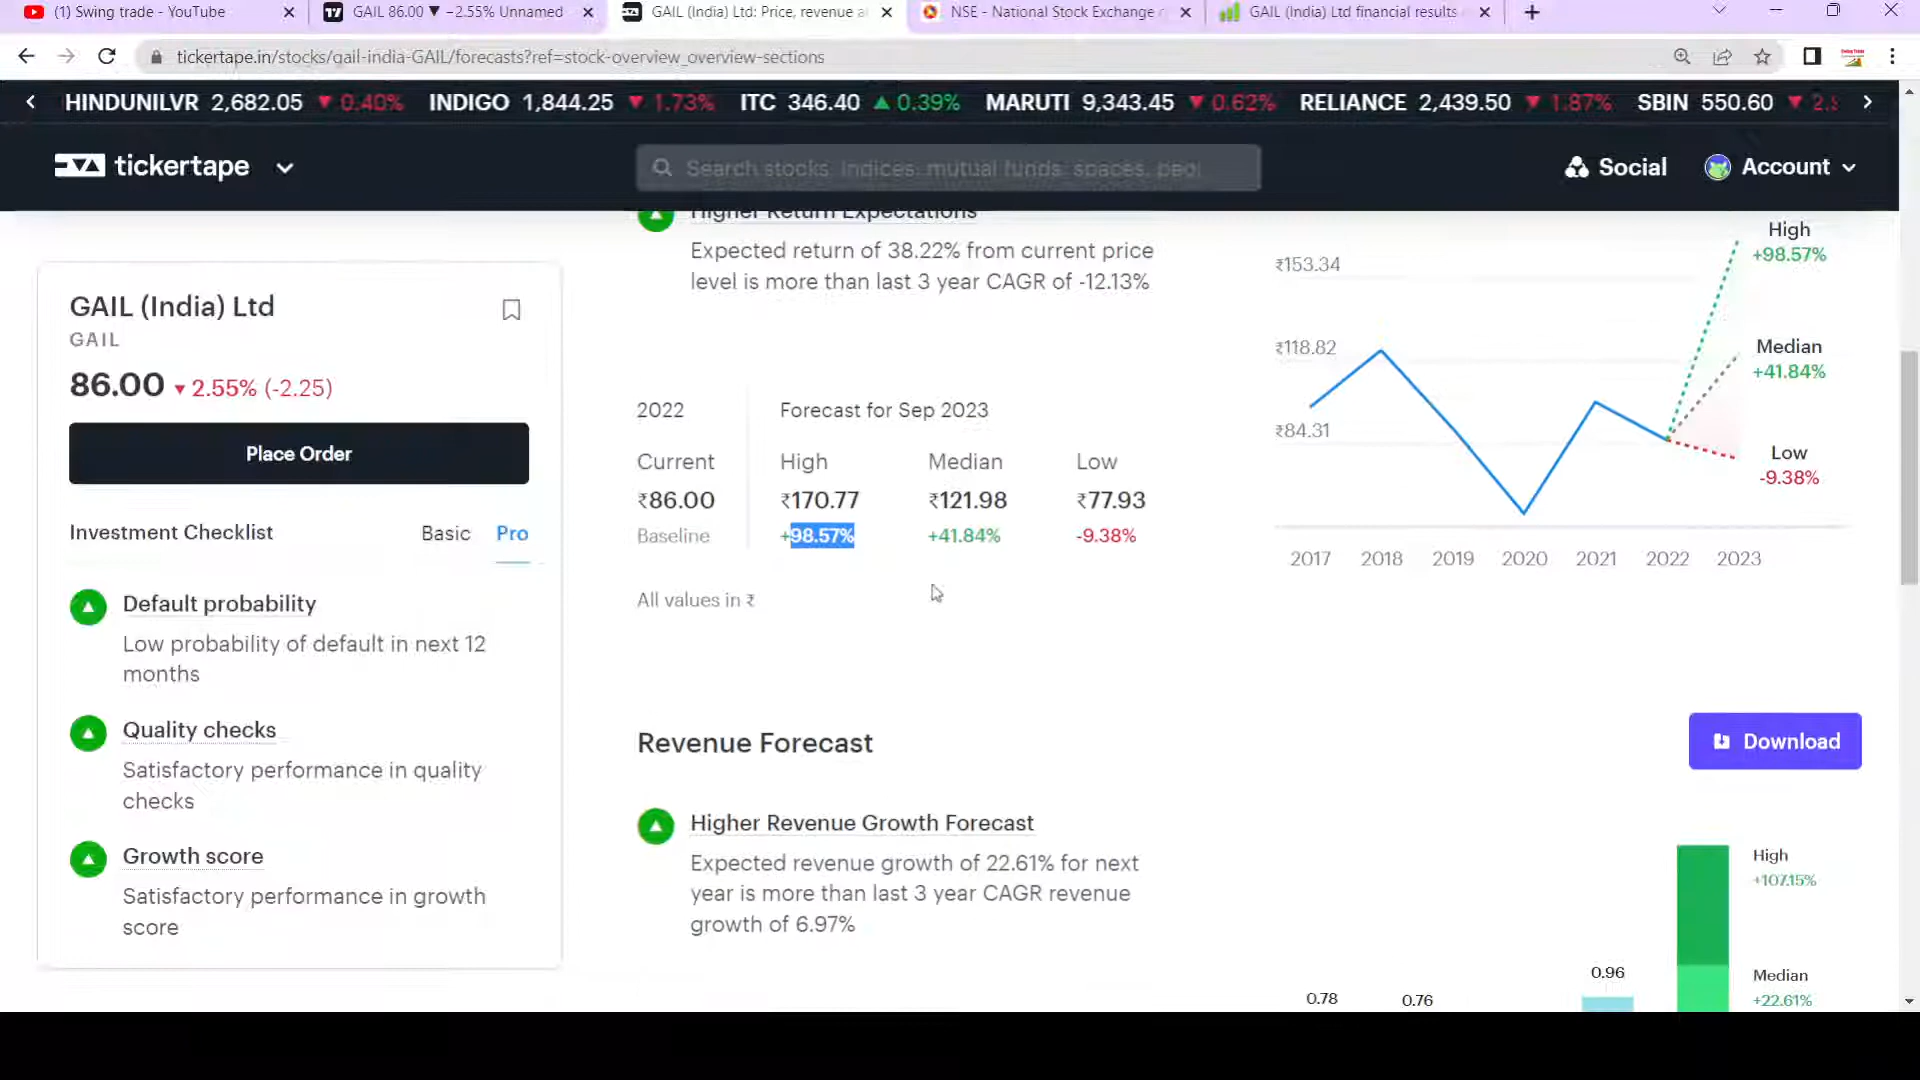 (1) Swing trade - YouTube
GAIL 86.00 ▼ −2.55% Unnamed
GAIL (India) Ltd: Price, revenue a
NSE - National Stock Exchange
GAIL (India) Ltd financial results
tickertape.in/stocks/gail-india-GAIL/forecasts?ref=stock-overview_overview-sections
HINDUNILVR 2,682.05 ▼ 0.40% INDIGO 1,844.25 ▼ 1.73% ITC 346.40 ▲ 0.39% MARUTI 9,343.45 ▼ 0.62% RELIANCE 2,439.50 ▼ 1.87% SBIN 550.60 ▼
tickertape
Search stocks, indices, mutual funds, spaces,
Social
Account
GAIL (India) Ltd
GAIL
86.00 ▼ 2.55% (-2.25)
Place Order
Investment Checklist
Basic
Pro
Default probability
Low probability of default in next 12
months
Quality checks
Satisfactory performance in quality
checks
Growth score
Satisfactory performance in growth
score
Higher Return Expectations
Expected return of 38.22% from current price
level is more than last 3 year CAGR of -12.13%
2022
Forecast for Sep 2023
Current High Median Low
₹86.00 ₹170.77 ₹121.98 ₹77.93
Baseline +98.57% +41.84% -9.38%
All values in ₹
₹153.34
₹118.82
₹84.31
High
+98.57%
Median
+41.84%
Low
-9.38%
2017 2018 2019 2020 2021 2022 2023
Revenue Forecast
Download
Higher Revenue Growth Forecast
Expected revenue growth of 22.61% for next
year is more than last 3 year CAGR revenue
growth of 6.97%
High
+107.15%
Median
+22.61%
0.96
0.78
0.76